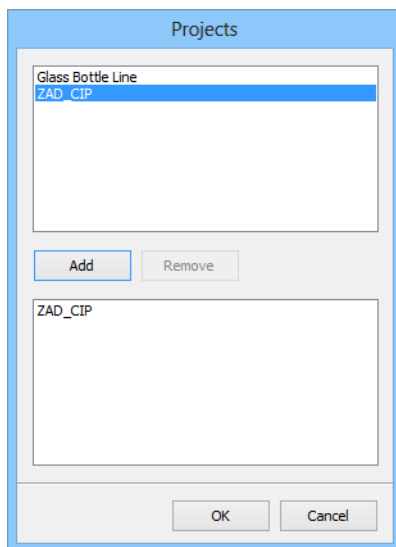 Projects
Glass Bottle Line
ZAD_CIP
Add Remove
ZAD_CIP
OK Cancel